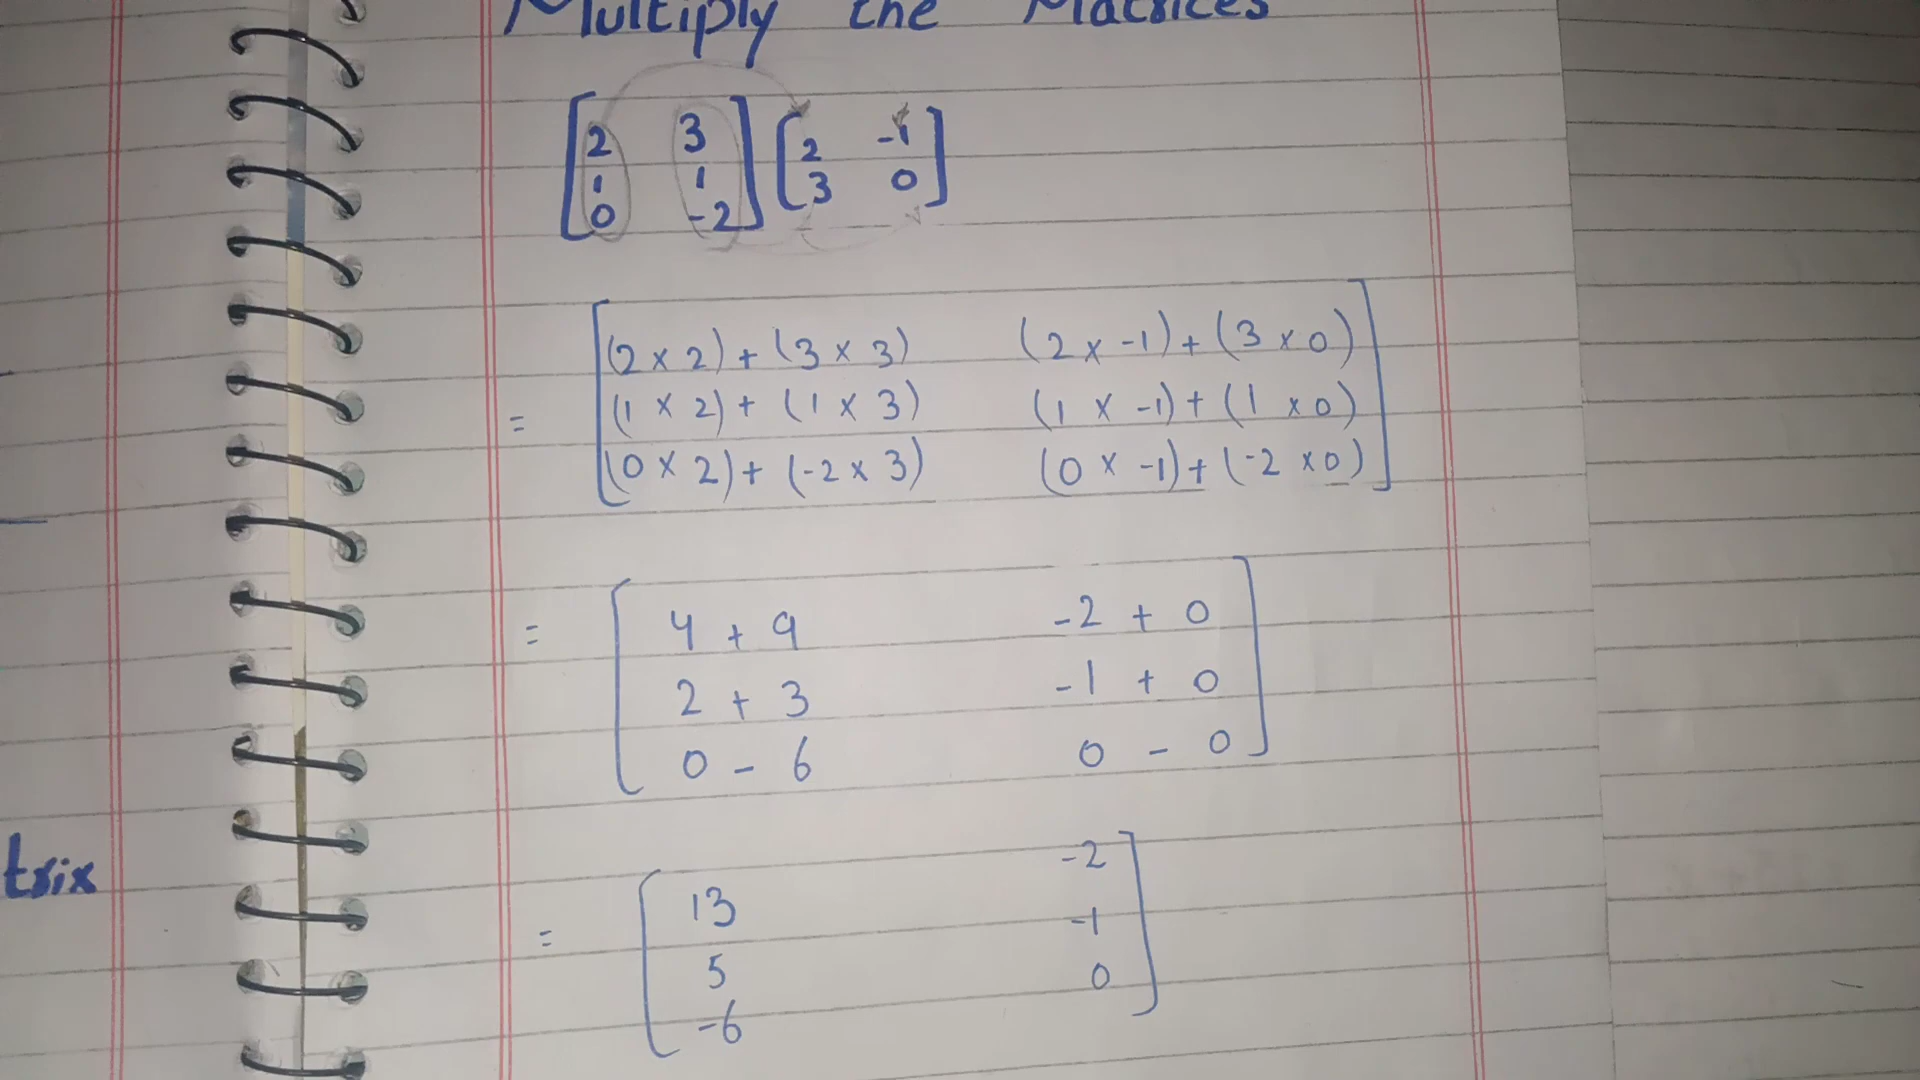 Multiply the Matrices
[2 3] [2 -1]
1 1 3 0
0 -2
= [(2 x 2) + (3 x 3) (2 x -1) + (3 x 0)]
(1 x 2) + (1 x 3) (1 x -1) + (1 x 0)
(0 x 2) + (-2 x 3) (0 x -1) + (-2 x 0)
= [4 + 9 -2 + 0]
2 + 3 -1 + 0
0 - 6 0 - 0
trix
= [13 -2]
5 -1
-6 0